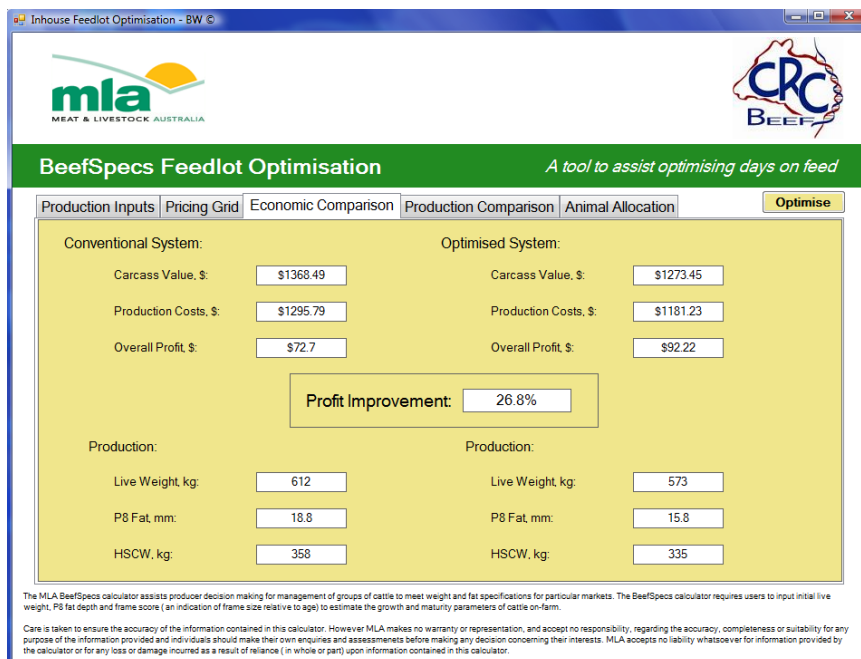 Inhouse Feedlot Optimisation - BW ©
mla
MEAT & LIVESTOCK AUSTRALIA
CRC
BEEF
BeefSpecs Feedlot Optimisation
A tool to assist optimising days on feed
Production Inputs Pricing Grid Economic Comparison Production Comparison Animal Allocation Optimise
Conventional System: Optimised System:
Carcass Value, $: $1368.49 Carcass Value, $: $1273.45
Production Costs, $: $1295.79 Production Costs, $: $1181.23
Overall Profit, $: $72.7 Overall Profit, $: $92.22
Profit Improvement: 26.8%
Production: Production:
Live Weight, kg: 612 Live Weight, kg: 573
P8 Fat, mm: 18.8 P8 Fat, mm: 15.8
HSCW, kg: 358 HSCW, kg: 335
The MLA BeefSpecs calculator assists producer decision making for management of groups of cattle to meet weight and fat specifications for particular markets. The BeefSpecs calculator requires users to input initial live
weight, P8 fat depth and frame score ( an indication of frame size relative to age) to estimate the growth and maturity parameters of cattle on-farm.
Care is taken to ensure the accuracy of the information contained in this calculator. However MLA makes no warranty or representation, and accept no responsibility, regarding the accuracy, completeness or suitability for any
purpose of the information provided and individuals should make their own enquiries and assessmenets before making any decision concerning their interests. MLA accepts no liability whatsoever for information provided by
the calculator or for any loss or damage incurred as a result of reliance ( in whole or part) upon information contained in this calculator.